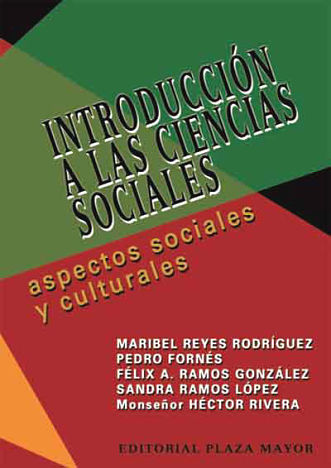 INTRODUCCIÓN
A LAS CIENCIAS
SOCIALES
aspectos sociales
y culturales
MARIBEL REYES RODRÍGUEZ
PEDRO FORNÉS
FÉLIX A. RAMOS GONZÁLEZ
SANDRA RAMOS LÓPEZ
Monseñor HÉCTOR RIVERA
EDITORIAL PLAZA MAYOR